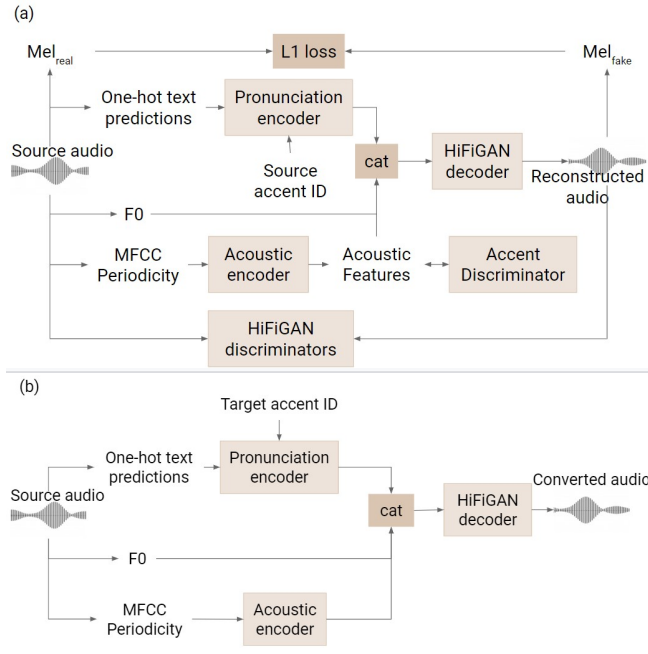 (a)
Mel_real
L1 loss
Mel_fake
One-hot text
predictions
Pronunciation
encoder
Source audio
Source
accent ID
cat
HiFiGAN
decoder
Reconstructed
audio
F0
MFCC
Periodicity
Acoustic
encoder
Acoustic
Features
Accent
Discriminator
HiFiGAN
discriminators
(b)
Target accent ID
One-hot text
predictions
Pronunciation
encoder
Source audio
cat
HiFiGAN
decoder
Converted audio
F0
MFCC
Periodicity
Acoustic
encoder